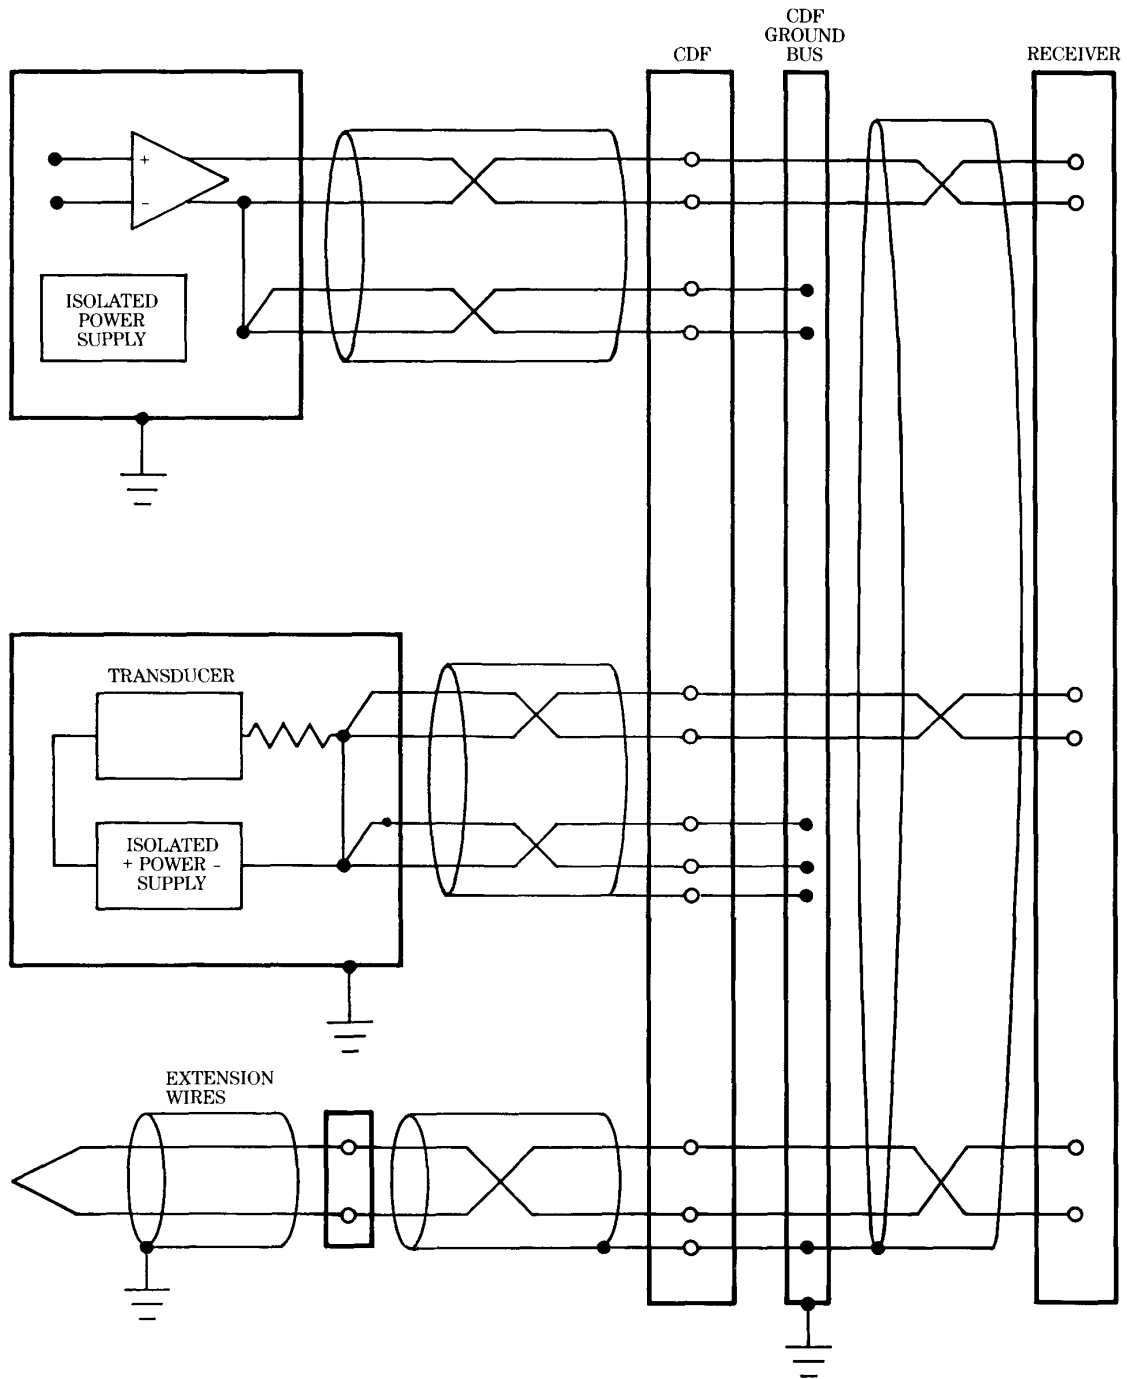 CDF
GROUND
BUS
CDF
RECEIVER
+
-
ISOLATED
POWER
SUPPLY
TRANSDUCER
ISOLATED
+ POWER -
SUPPLY
EXTENSION
WIRES